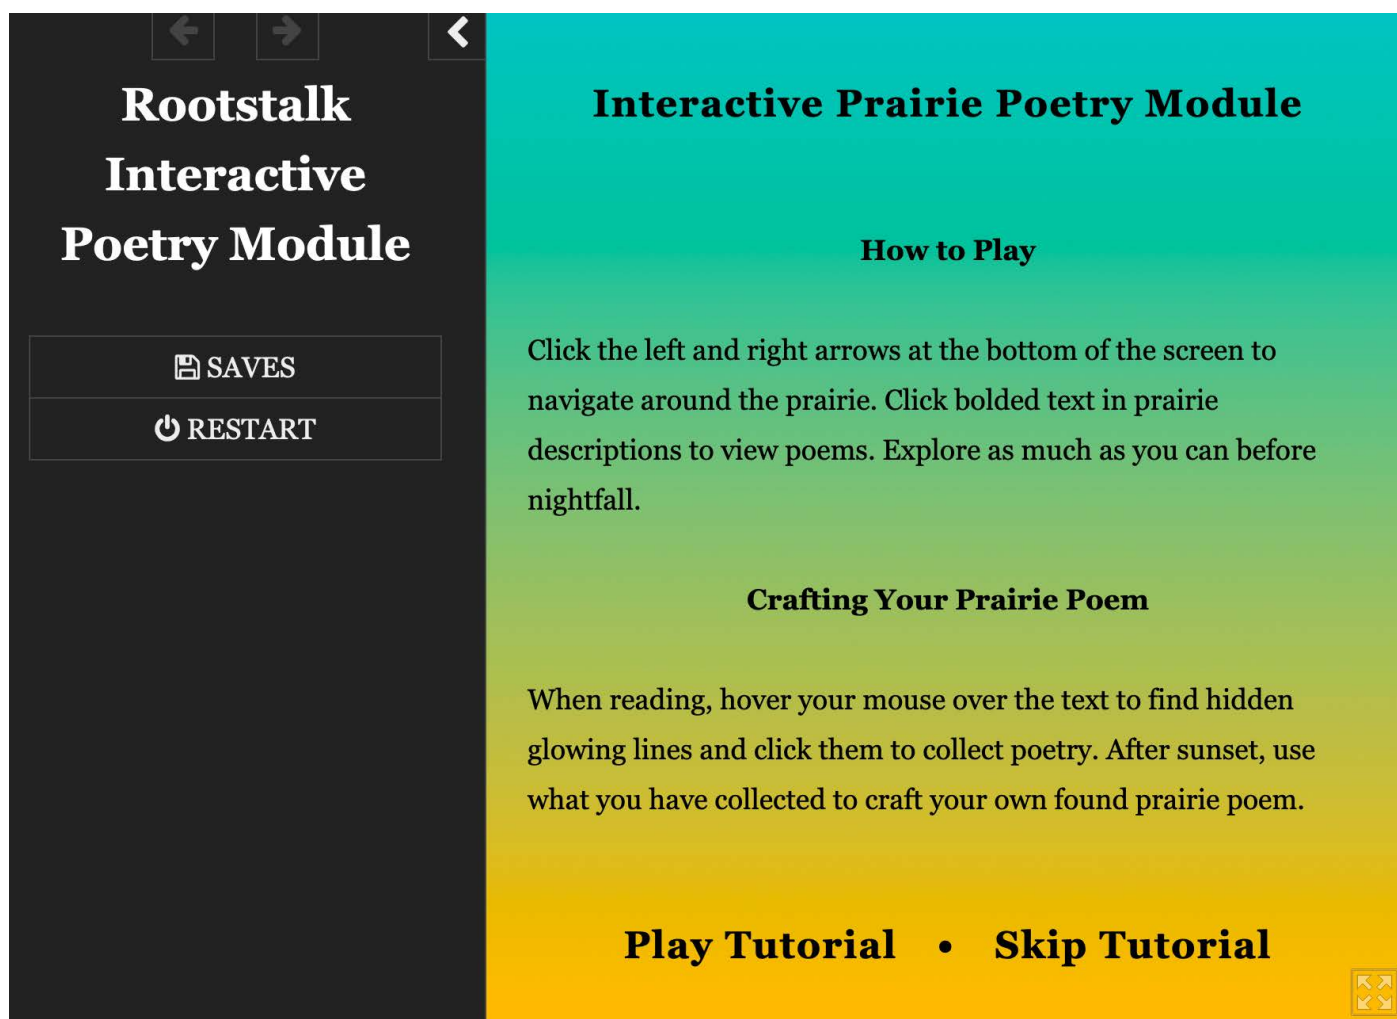 Rootstalk
Interactive
Poetry Module
SAVES
RESTART
Interactive Prairie Poetry Module
How to Play
Click the left and right arrows at the bottom of the screen to
navigate around the prairie. Click bolded text in prairie
descriptions to view poems. Explore as much as you can before
nightfall.
Crafting Your Prairie Poem
When reading, hover your mouse over the text to find hidden
glowing lines and click them to collect poetry. After sunset, use
what you have collected to craft your own found prairie poem.
Play Tutorial • Skip Tutorial